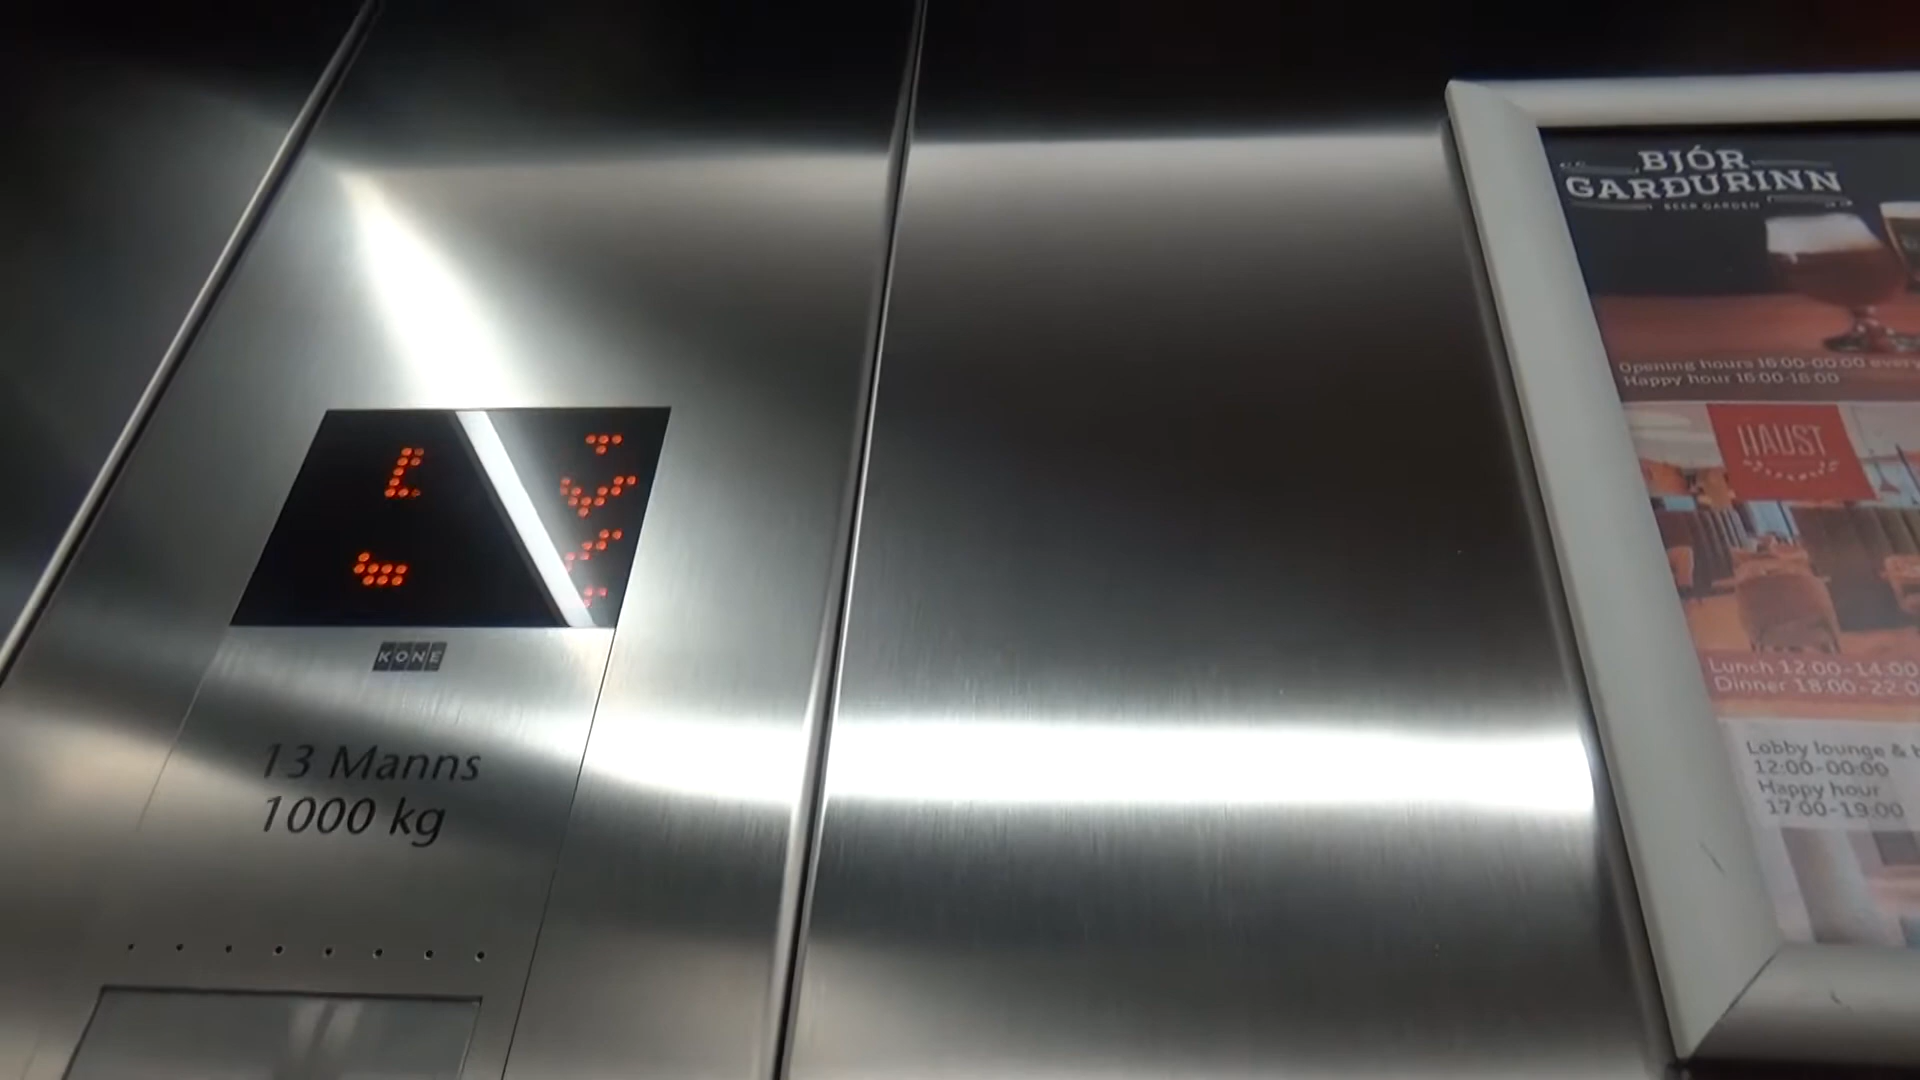 KONE
13 Manns
1000 kg
BJÓR
GARÐURINN
BEER GARDEN
Opening hours 16:00-00:00 every
Happy hour 16:00-18:00
HAUST
Lunch 12:00-14:00
Dinner 18:00-22:0
Lobby lounge & b
12:00-00:00
Happy hour
17:00-19:00